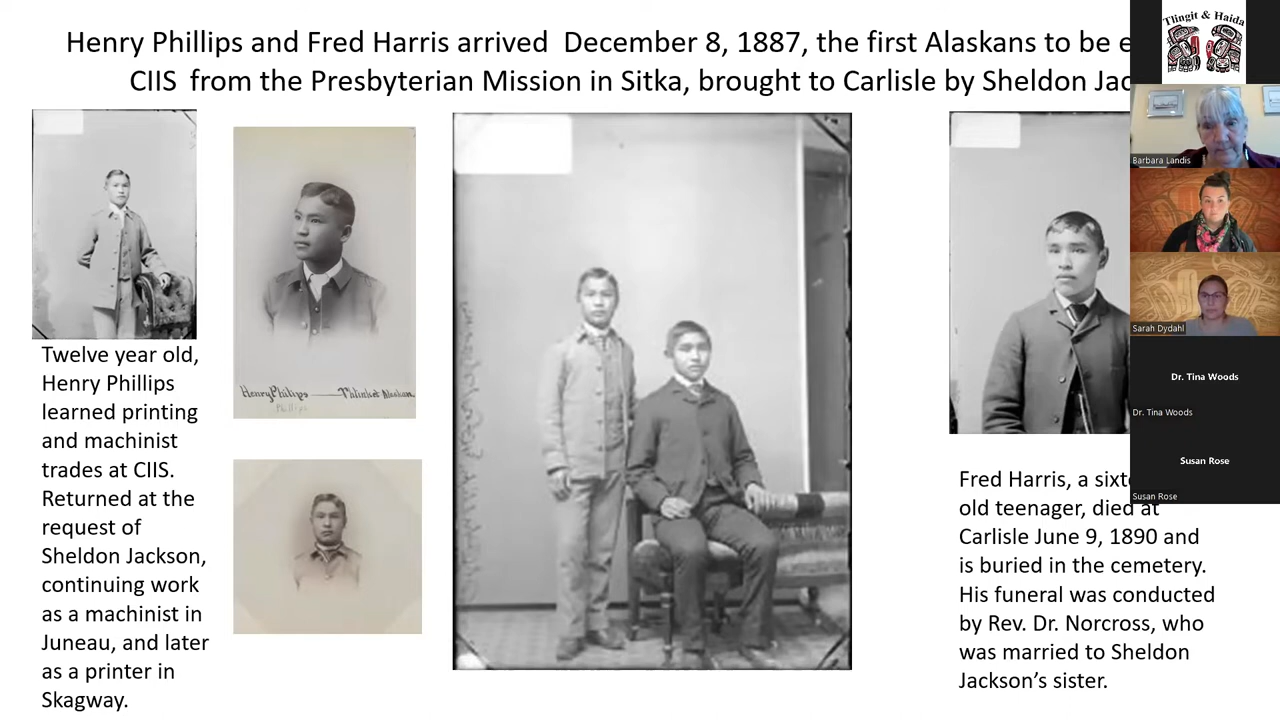 Henry Phillips and Fred Harris arrived December 8, 1887, the first Alaskans to be
CIIS from the Presbyterian Mission in Sitka, brought to Carlisle by Sheldon
Tlingit & Haida
Barbara Landis
Sarah Dydahl
Dr. Tina Woods
Dr. Tina Woods
Susan Rose
Susan Rose
Twelve year old,
Henry Phillips
learned printing
and machinist
trades at CIIS.
Returned at the
request of
Sheldon Jackson,
continuing work
as a machinist in
Juneau, and later
as a printer in
Skagway.
Henry Philips
Phillips
Fred Harris, a
old teenager, died at
Carlisle June 9, 1890 and
is buried in the cemetery.
His funeral was conducted
by Rev. Dr. Norcross, who
was married to Sheldon
Jackson's sister.